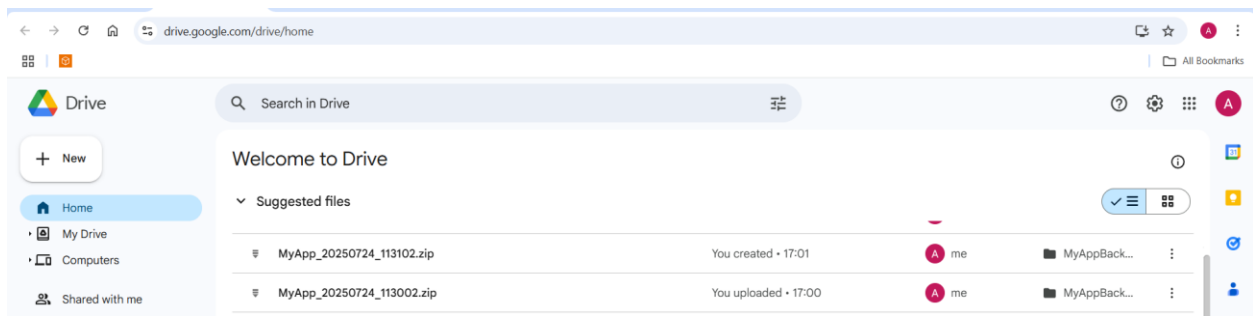 drive.google.com/drive/home
All Bookmarks
Drive
Search in Drive
A
New
Welcome to Drive
31
Home
Suggested files
My Drive
MyApp_20250724_113102.zip You created • 17:01 A me MyAppBack...
Computers
Shared with me
MyApp_20250724_113002.zip You uploaded • 17:00 A me MyAppBack...